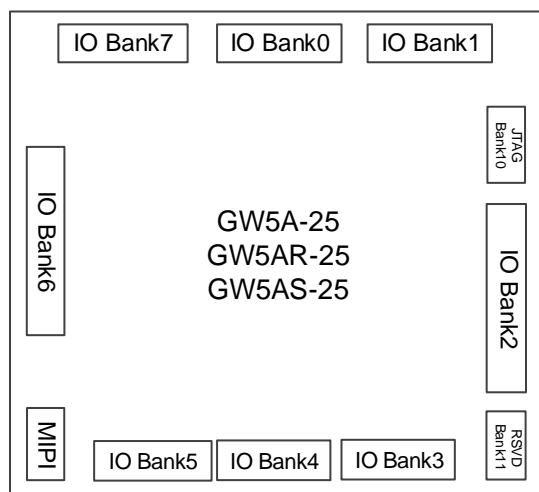 IO Bank7
IO Bank0
IO Bank1
JTAG
Bank10
IO Bank6
GW5A-25
GW5AR-25
GW5AS-25
IO Bank2
MIPI
IO Bank5
IO Bank4
IO Bank3
RSVD
Bank11